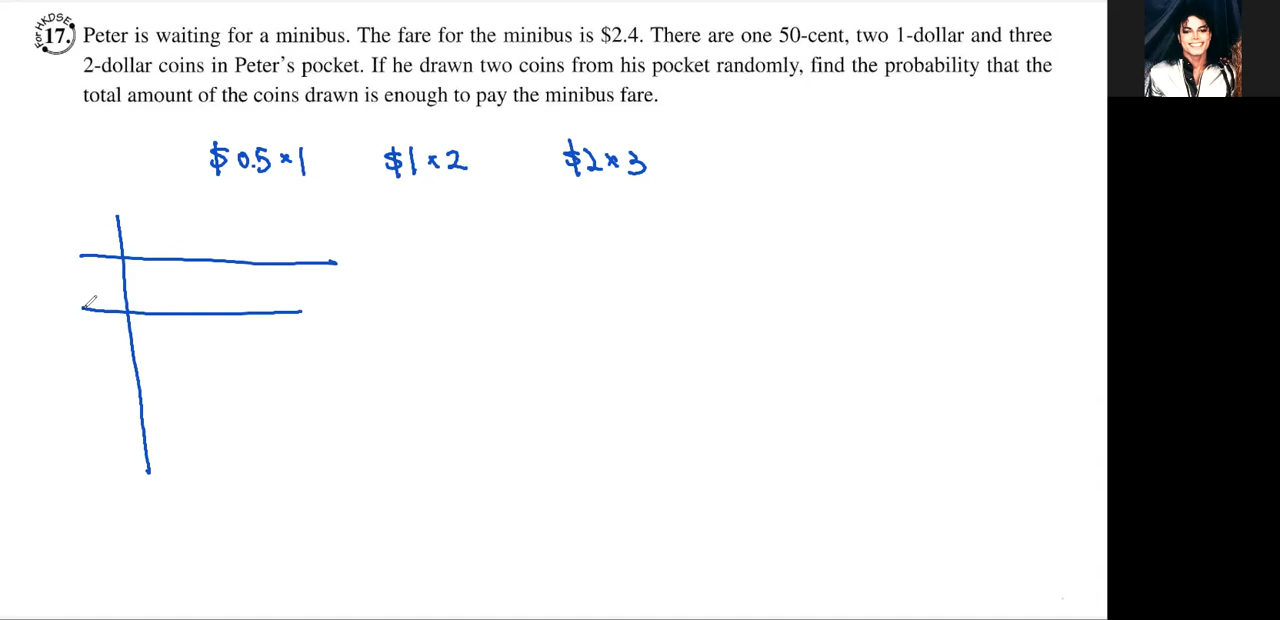 For HKDSE
17. Peter is waiting for a minibus. The fare for the minibus is $2.4. There are one 50-cent, two 1-dollar and three
2-dollar coins in Peter's pocket. If he drawn two coins from his pocket randomly, find the probability that the
total amount of the coins drawn is enough to pay the minibus fare.
$0.5 × 1 $1 × 2 $2 × 3